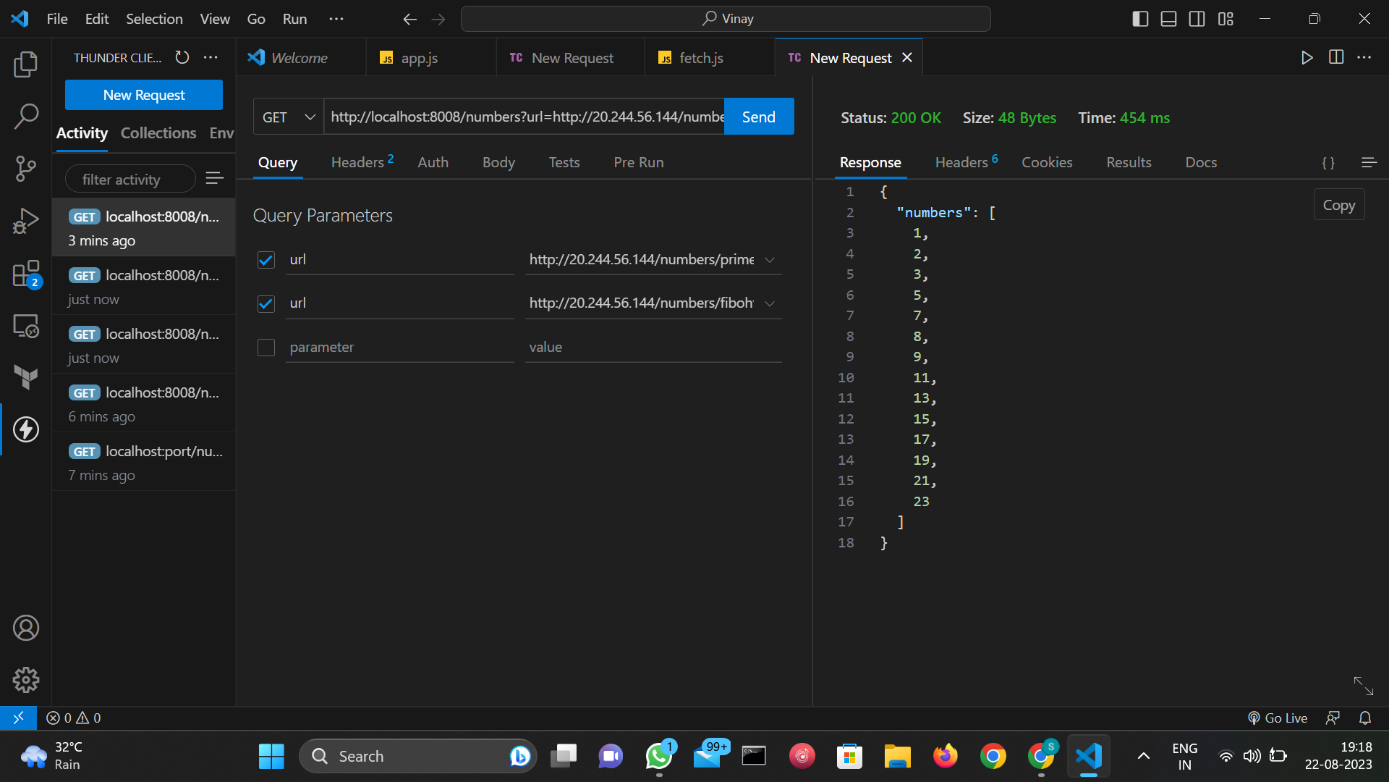 File Edit Selection View Go Run ··· Vinay
THUNDER CLIE... ···
Welcome
JS app.js
TC New Request
JS fetch.js
TC New Request
New Request
Activity Collections Env
filter activity
GET localhost:8008/n...
3 mins ago
GET localhost:8008/n...
just now
GET localhost:8008/n...
just now
GET localhost:8008/n...
6 mins ago
GET localhost:port/nu...
7 mins ago
2
GET http://localhost:8008/numbers?url=http://20.244.56.144/numbe Send
Query Headers 2 Auth Body Tests Pre Run
Query Parameters
url http://20.244.56.144/numbers/prime
url http://20.244.56.144/numbers/fiboh
parameter value
Status: 200 OK Size: 48 Bytes Time: 454 ms
Response Headers 6 Cookies Results Docs { }
Copy
1 {
2 "numbers": [
3 1,
4 2,
5 3,
6 5,
7 7,
8 8,
9 9,
10 11,
11 13,
12 15,
13 17,
14 19,
15 21,
16 23
17 ]
18 }
0 0 Go Live
32°C
Rain
Search
1
99+
S
ENG
IN
19:18
22-08-2023